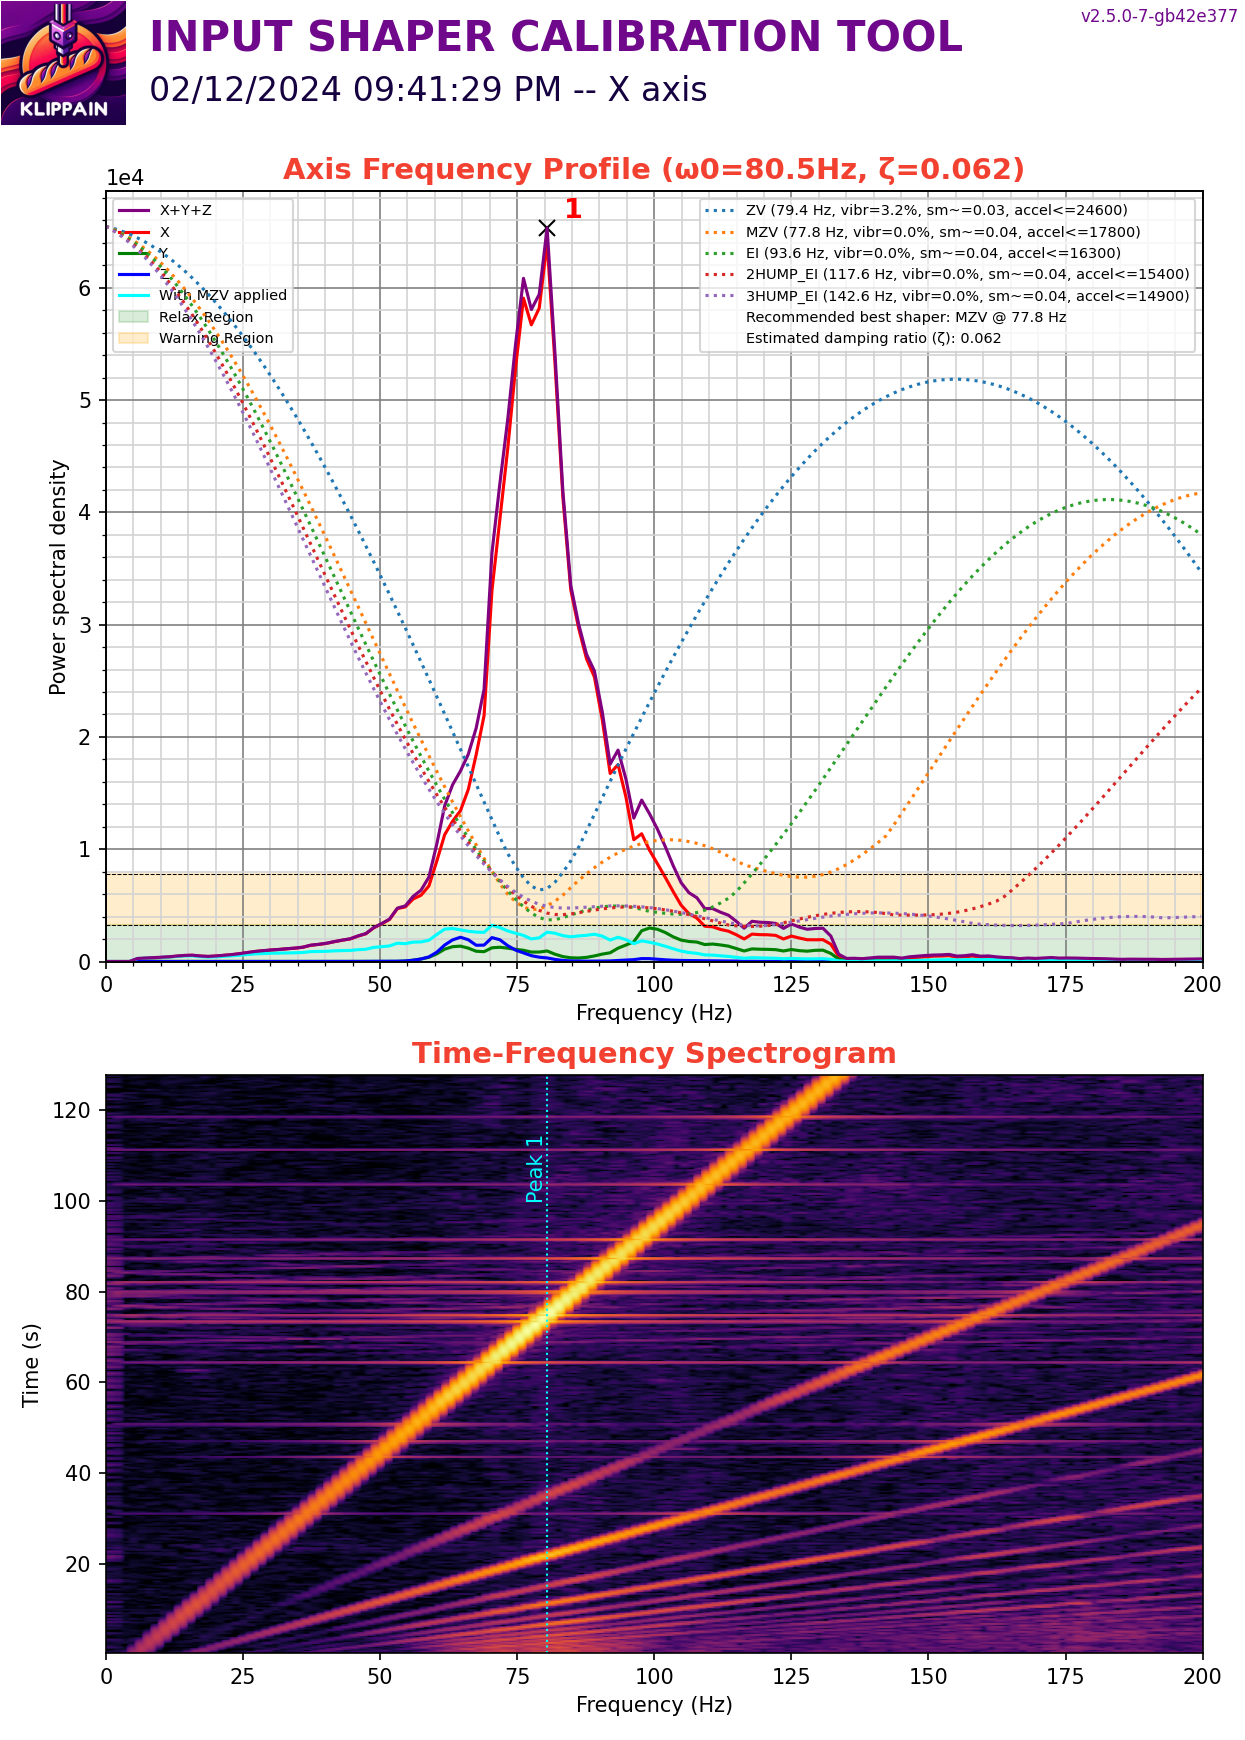 v2.5.0-7-gb42e377
INPUT SHAPER CALIBRATION TOOL
02/12/2024 09:41:29 PM -- X axis
KLIPPAIN
Axis Frequency Profile (ω0=80.5Hz, ζ=0.062)
1e4
X+Y+Z
X
Y
Z
With MZV applied
Relax Region
Warning Region
1
ZV (79.4 Hz, vibr=3.2%, sm~=0.03, accel<=24600)
MZV (77.8 Hz, vibr=0.0%, sm~=0.04, accel<=17800)
EI (93.6 Hz, vibr=0.0%, sm~=0.04, accel<=16300)
2HUMP_EI (117.6 Hz, vibr=0.0%, sm~=0.04, accel<=15400)
3HUMP_EI (142.6 Hz, vibr=0.0%, sm~=0.04, accel<=14900)
Recommended best shaper: MZV @ 77.8 Hz
Estimated damping ratio (ζ): 0.062
Power spectral density
6
5
4
3
2
1
0
0 25 50 75 100 125 150 175 200
Frequency (Hz)
Time-Frequency Spectrogram
Time (s)
120
100
80
60
40
20
Peak 1
0 25 50 75 100 125 150 175 200
Frequency (Hz)